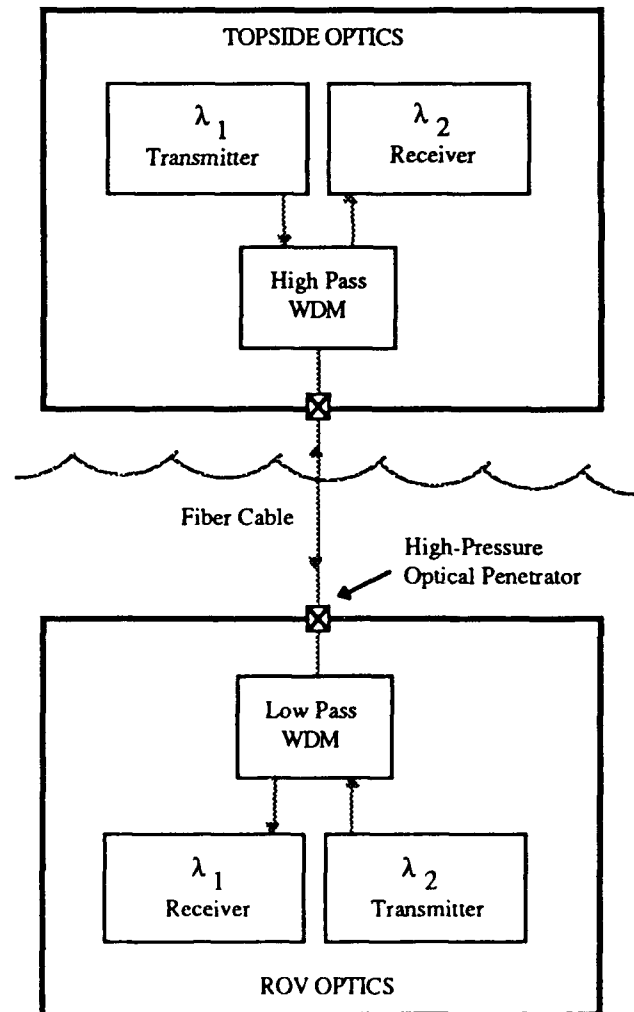 TOPSIDE OPTICS
λ 1
Transmitter
λ 2
Receiver
High Pass
WDM
Fiber Cable
High-Pressure
Optical Penetrator
Low Pass
WDM
λ 1
Receiver
λ 2
Transmitter
ROV OPTICS